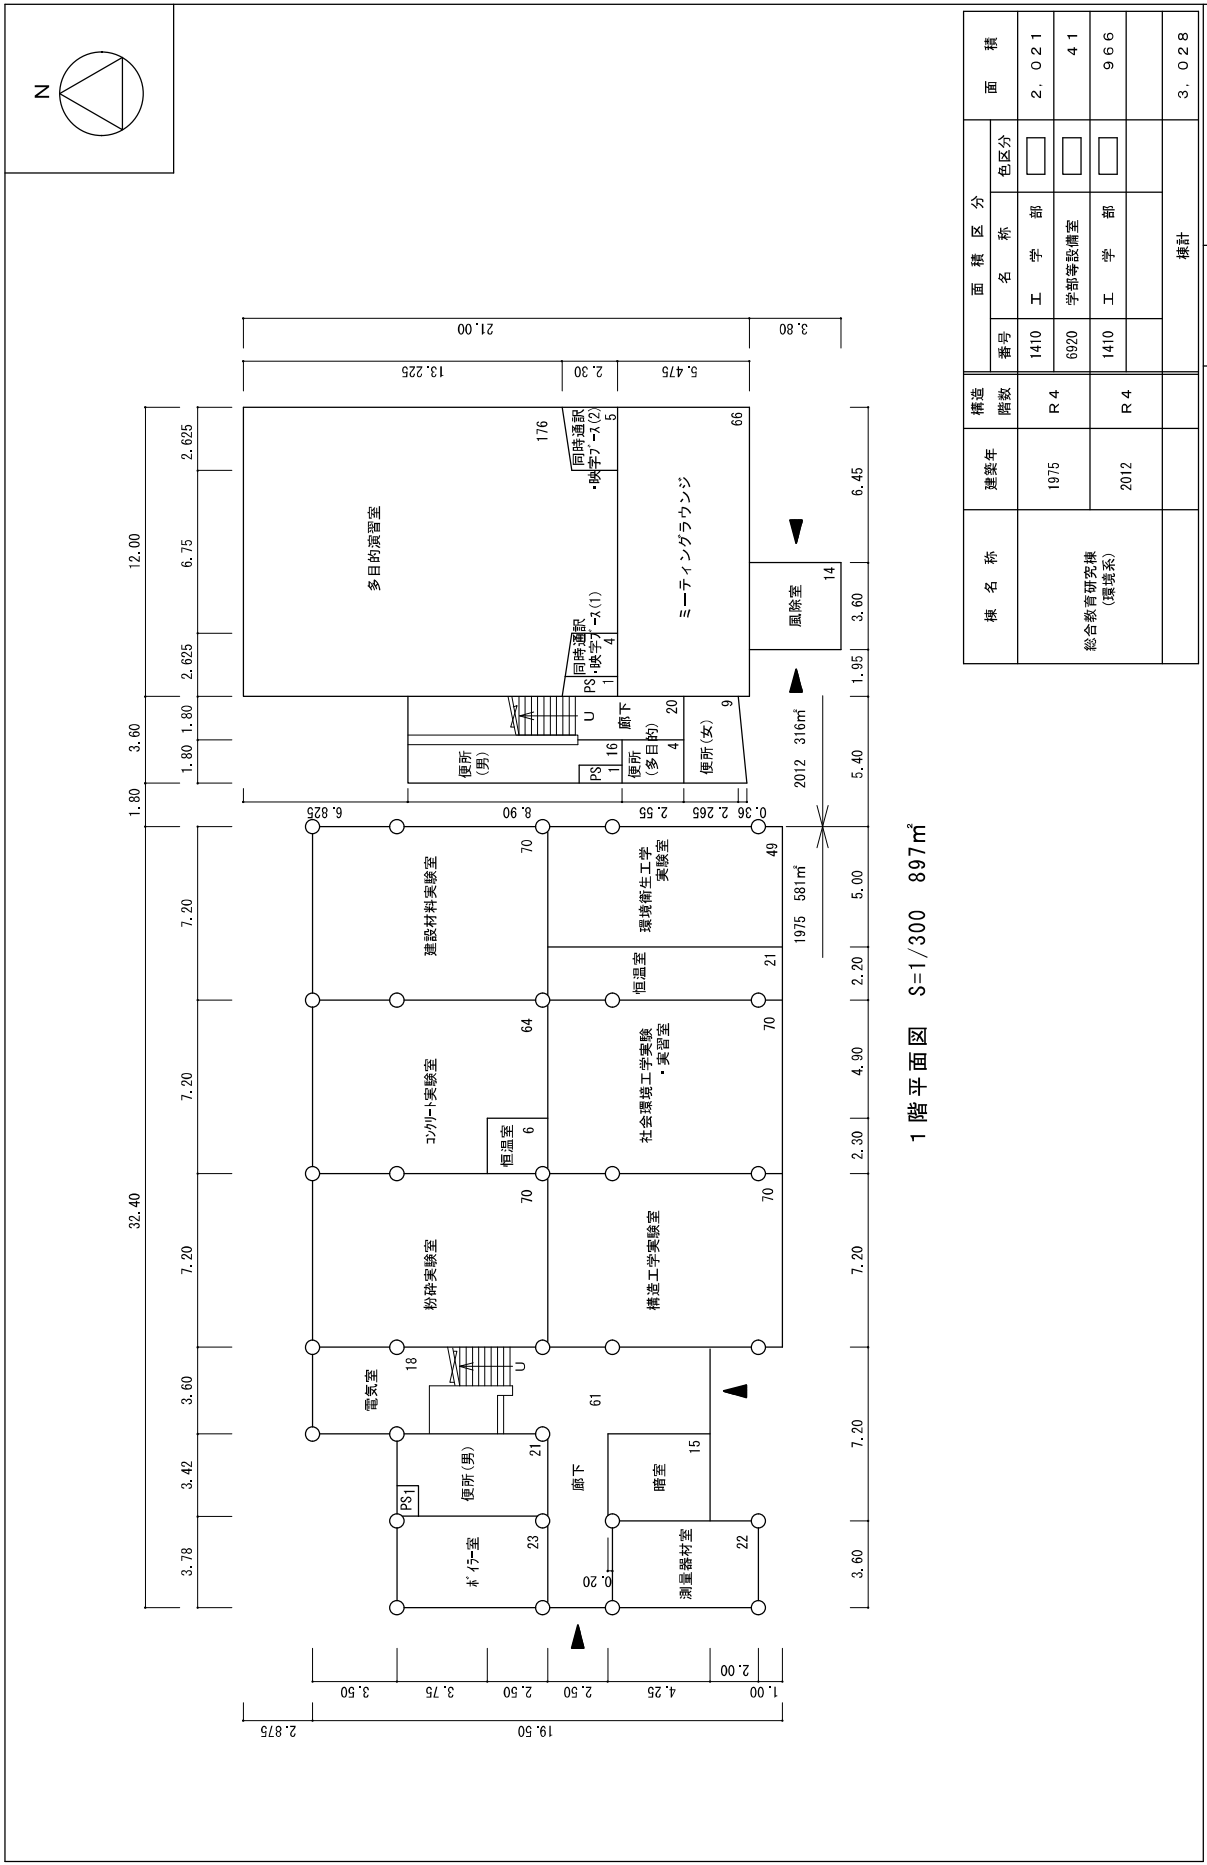 N
12.00
3.60
1.80
32.40
2.625
6.75
2.625
1.80
1.80
7.20
7.20
7.20
3.60
3.42
3.78
21.00
3.80
13.225
2.30
5.475
多目的演習室
176
同時通訳
・映字ブース(2)
5
同時通訳
・映字ブース(1)
4
PS
1
ミーティングラウンジ
66
風除室
14
U
廊下
20
便所
(男)
16
PS
1
便所
(多目的)
4
便所(女)
9
6.825
8.90
2.55
2.265
0.36
建設材料実験室
70
環境衛生工学
実験室
49
恒温室
21
コンクリート実験室
64
恒温室
6
社会環境工学実験
・実習室
70
粉砕実験室
70
構造工学実験室
70
電気室
18
U
61
便所(男)
21
PS1
廊下
暗室
15
ボイラー室
23
0.20
測量器材室
22
6.45
3.60
1.95
5.40
5.00
2.20
4.90
2.30
7.20
7.20
3.60
2012 316㎡
1975 581㎡
3.50
3.75
2.50
2.50
4.25
2.00
1.00
2.875
19.50
1階平面図 S=1/300 897㎡
棟名称 建築年 構造階数 面積区分 面積
番号 名称 色区分
総合教育研究棟
(環境系)
1975 R4 1410 工学部 2,021
6920 学部等設備室 41
2012 R4 1410 工学部 966
棟計 3,028